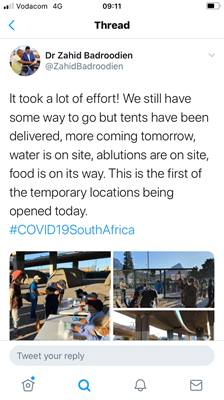 Vodacom 4G
09:11
Thread
Dr Zahid Badroodien
@ZahidBadroodien
It took a lot of effort! We still have
some way to go but tents have been
delivered, more coming tomorrow,
water is on site, ablutions are on site,
food is on its way. This is the first of
the temporary locations being
opened today.
#COVID19SouthAfrica
Tweet your reply